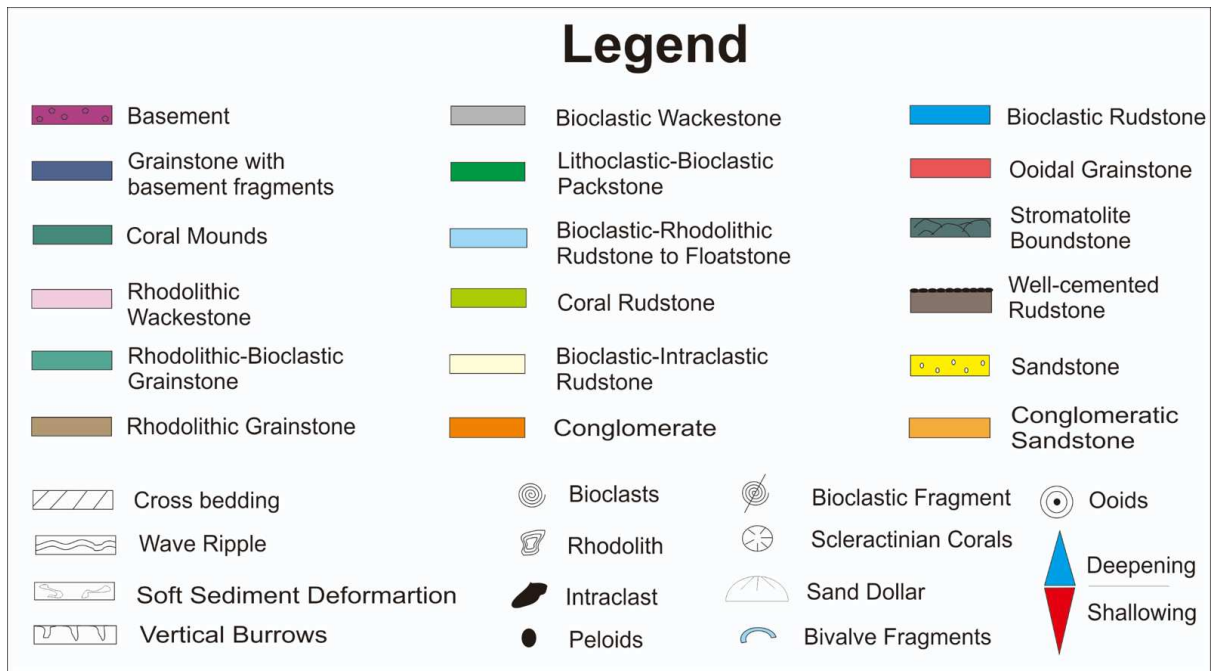 Legend
Basement
Grainstone with
basement fragments
Coral Mounds
Rhodolithic
Wackestone
Rhodolithic-Bioclastic
Grainstone
Rhodolithic Grainstone
Bioclastic Wackestone
Lithoclastic-Bioclastic
Packstone
Bioclastic-Rhodolithic
Rudstone to Floatstone
Coral Rudstone
Bioclastic-Intraclastic
Rudstone
Conglomerate
Bioclastic Rudstone
Ooidal Grainstone
Stromatolite
Boundstone
Well-cemented
Rudstone
Sandstone
Conglomeratic
Sandstone
Cross bedding
Wave Ripple
Soft Sediment Deformartion
Vertical Burrows
Bioclasts
Rhodolith
Intraclast
Peloids
Bioclastic Fragment
Scleractinian Corals
Sand Dollar
Bivalve Fragments
Ooids
Deepening
Shallowing